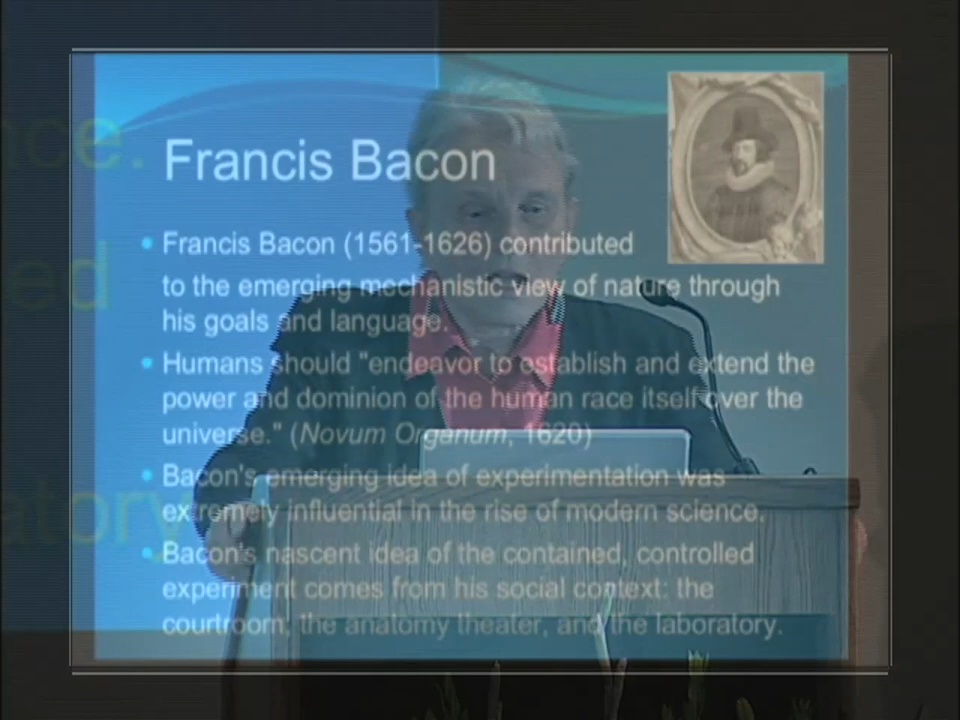 nce.
Francis Bacon
• Francis Bacon (1561-1626) contributed
ed
to the emerging mechanistic view of nature through
his goals and language.
• Humans should "endeavor to establish and extend the
power and dominion of the human race itself over the
universe." (Novum Organum, 1620)
• Bacon's emerging idea of experimentation was
atory
extremely influential in the rise of modern science.
• Bacon's nascent idea of the contained, controlled
experiment comes from his social context: the
courtroom, the anatomy theater, and the laboratory.